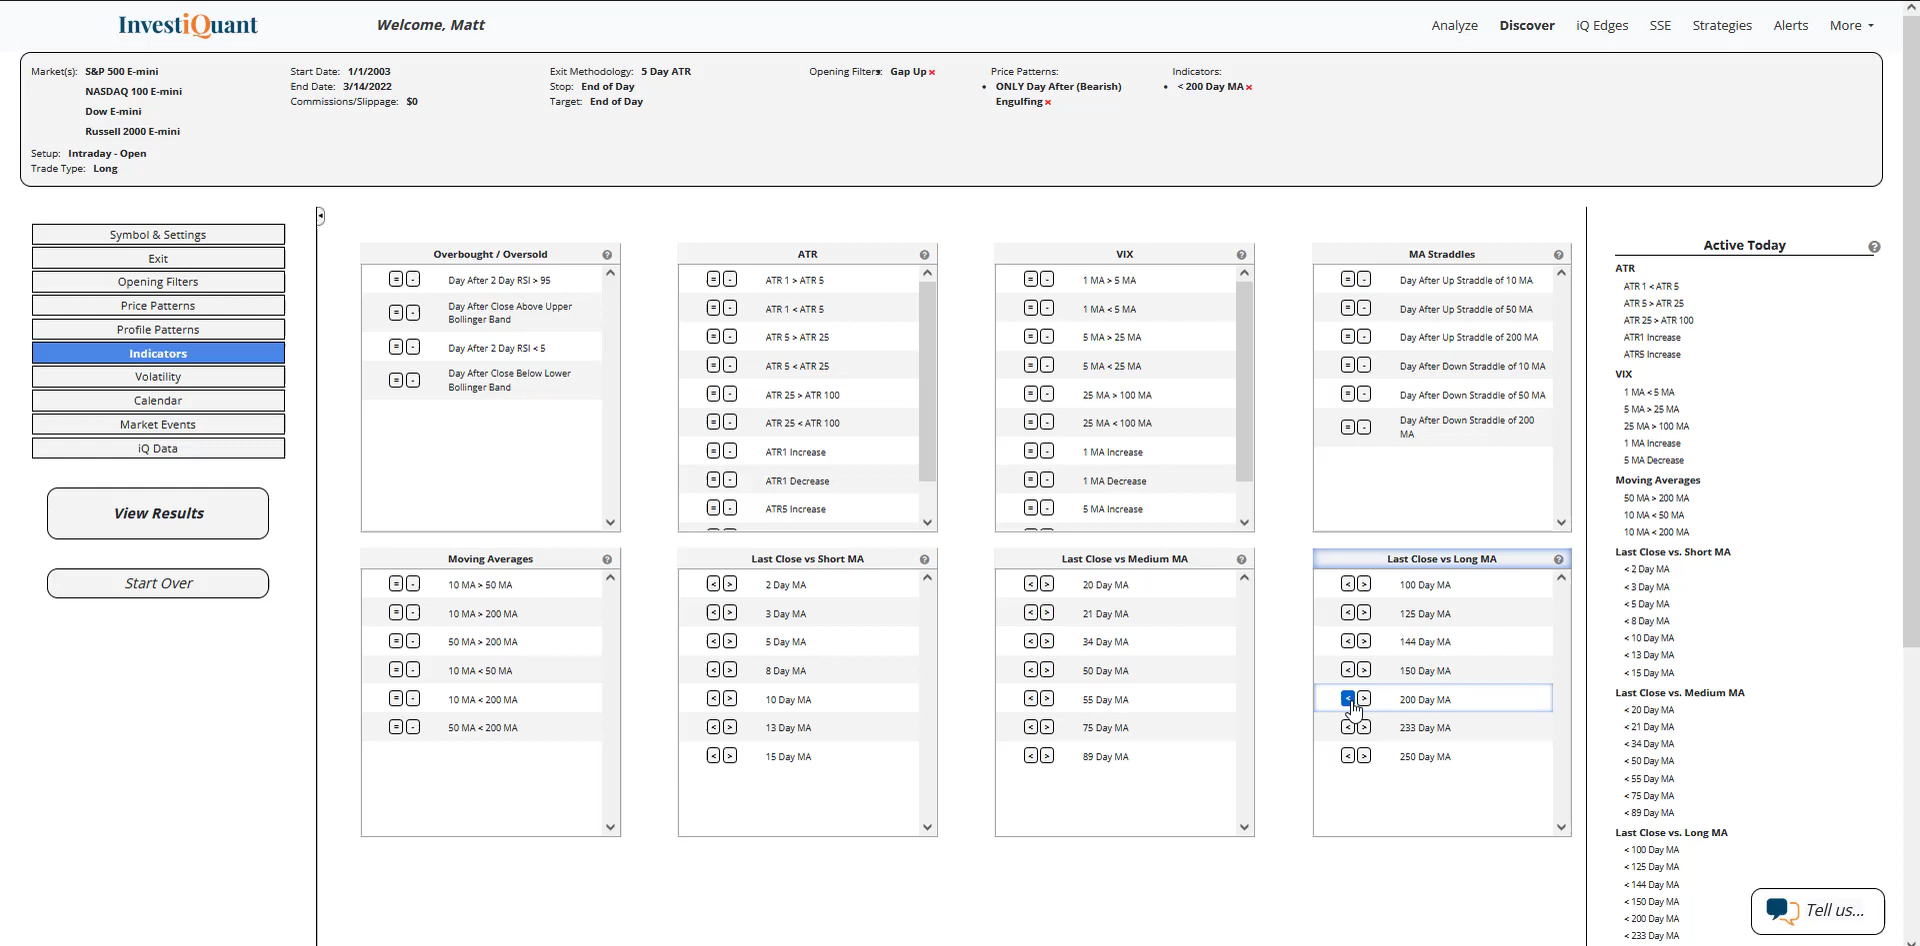 InvestiQuant
Welcome, Matt
Analyze
Discover
iQ Edges
SSE
Strategies
Alerts
More
Market(s): S&P 500 E-mini
NASDAQ 100 E-mini
Dow E-mini
Russell 2000 E-mini
Setup: Intraday - Open
Trade Type: Long
Start Date: 1/1/2003
End Date: 3/14/2022
Commissions/Slippage: $0
Exit Methodology: 5 Day ATR
Stop: End of Day
Target: End of Day
Opening Filters: Gap Up x
Price Patterns:
• ONLY Day After (Bearish)
Engulfing x
Indicators:
• < 200 Day MA x
Symbol & Settings
Exit
Opening Filters
Price Patterns
Profile Patterns
Indicators
Volatility
Calendar
Market Events
iQ Data
View Results
Start Over
Overbought / Oversold ?
= - Day After 2 Day RSI > 95
= - Day After Close Above Upper
Bollinger Band
= - Day After 2 Day RSI < 5
= - Day After Close Below Lower
Bollinger Band
ATR ?
= - ATR 1 > ATR 5
= - ATR 1 < ATR 5
= - ATR 5 > ATR 25
= - ATR 5 < ATR 25
= - ATR 25 > ATR 100
= - ATR 25 < ATR 100
= - ATR1 Increase
= - ATR1 Decrease
= - ATR5 Increase
VIX ?
= - 1 MA > 5 MA
= - 1 MA < 5 MA
= - 5 MA > 25 MA
= - 5 MA < 25 MA
= - 25 MA > 100 MA
= - 25 MA < 100 MA
= - 1 MA Increase
= - 1 MA Decrease
= - 5 MA Increase
MA Straddles ?
= - Day After Up Straddle of 10 MA
= - Day After Up Straddle of 50 MA
= - Day After Up Straddle of 200 MA
= - Day After Down Straddle of 10 MA
= - Day After Down Straddle of 50 MA
= - Day After Down Straddle of 200
MA
Moving Averages ?
= - 10 MA > 50 MA
= - 10 MA > 200 MA
= - 50 MA > 200 MA
= - 10 MA < 50 MA
= - 10 MA < 200 MA
= - 50 MA < 200 MA
Last Close vs Short MA ?
< > 2 Day MA
< > 3 Day MA
< > 5 Day MA
< > 8 Day MA
< > 10 Day MA
< > 13 Day MA
< > 15 Day MA
Last Close vs Medium MA ?
< > 20 Day MA
< > 21 Day MA
< > 34 Day MA
< > 50 Day MA
< > 55 Day MA
< > 75 Day MA
< > 89 Day MA
Last Close vs Long MA ?
< > 100 Day MA
< > 125 Day MA
< > 144 Day MA
< > 150 Day MA
< > 200 Day MA
< > 233 Day MA
< > 250 Day MA
Active Today ?
ATR
ATR 1 < ATR 5
ATR 5 > ATR 25
ATR 25 > ATR 100
ATR1 Increase
ATR5 Increase
VIX
1 MA < 5 MA
5 MA > 25 MA
25 MA > 100 MA
1 MA Increase
5 MA Decrease
Moving Averages
50 MA > 200 MA
10 MA < 50 MA
10 MA < 200 MA
Last Close vs. Short MA
< 2 Day MA
< 3 Day MA
< 5 Day MA
< 8 Day MA
< 10 Day MA
< 13 Day MA
< 15 Day MA
Last Close vs. Medium MA
< 20 Day MA
< 21 Day MA
< 34 Day MA
< 50 Day MA
< 55 Day MA
< 75 Day MA
< 89 Day MA
Last Close vs. Long MA
< 100 Day MA
< 125 Day MA
< 144 Day MA
< 150 Day MA
< 200 Day MA
< 233 Day MA
Tell us...